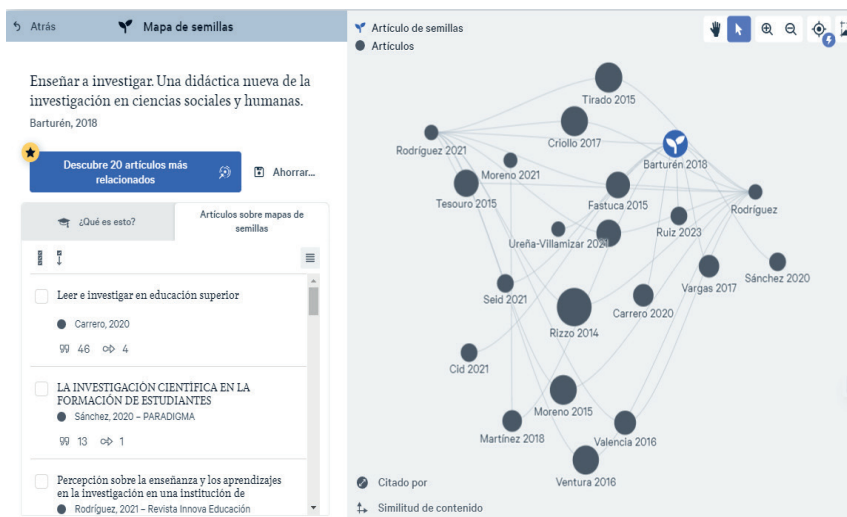 Atrás
Mapa de semillas
Enseñar a investigar. Una didáctica nueva de la
investigación en ciencias sociales y humanas.
Barturén, 2018
Descubre 20 artículos más
relacionados
Ahorrar...
¿Qué es esto?
Artículos sobre mapas de
semillas
Leer e investigar en educación superior
Carrero, 2020
46
4
LA INVESTIGACIÓN CIENTÍFICA EN LA
FORMACIÓN DE ESTUDIANTES
Sánchez, 2020 – PARADIGMA
13
1
Percepción sobre la enseñanza y los aprendizajes
en la investigación en una institución de
Rodríguez, 2021 – Revista Innova Educación
Artículo de semillas
Artículos
Tirado 2015
Criollo 2017
Rodríguez 2021
Barturén 2018
Moreno 2021
Tesouro 2015
Fastuca 2015
Rodríguez
Ruiz 2023
Ureña-Villamizar 2021
Sánchez 2020
Vargas 2017
Seid 2021
Carrero 2020
Rizzo 2014
Cid 2021
Moreno 2015
Martínez 2018
Valencia 2016
Ventura 2016
Citado por
Similitud de contenido